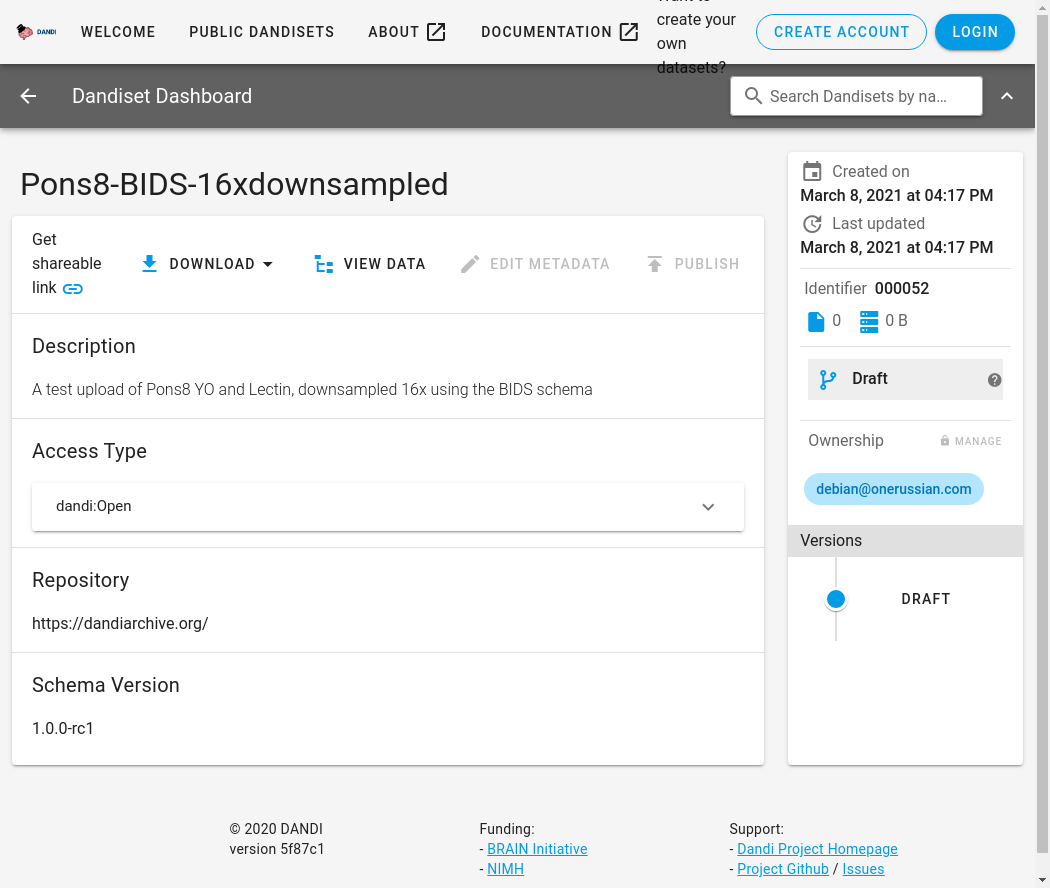 DANDI
WELCOME
PUBLIC DANDISETS
ABOUT
DOCUMENTATION
create your
own
datasets?
CREATE ACCOUNT
LOGIN
Dandiset Dashboard
Search Dandisets by na...
Pons8-BIDS-16xdownsampled
Get
shareable
link
DOWNLOAD
VIEW DATA
EDIT METADATA
PUBLISH
Description
A test upload of Pons8 YO and Lectin, downsampled 16x using the BIDS schema
Access Type
dandi:Open
Repository
https://dandiarchive.org/
Schema Version
1.0.0-rc1
Created on
March 8, 2021 at 04:17 PM
Last updated
March 8, 2021 at 04:17 PM
Identifier 000052
0
0 B
Draft
Ownership
MANAGE
debian@onerussian.com
Versions
DRAFT
© 2020 DANDI
version 5f87c1
Funding:
- BRAIN Initiative
- NIMH
Support:
- Dandi Project Homepage
- Project Github / Issues